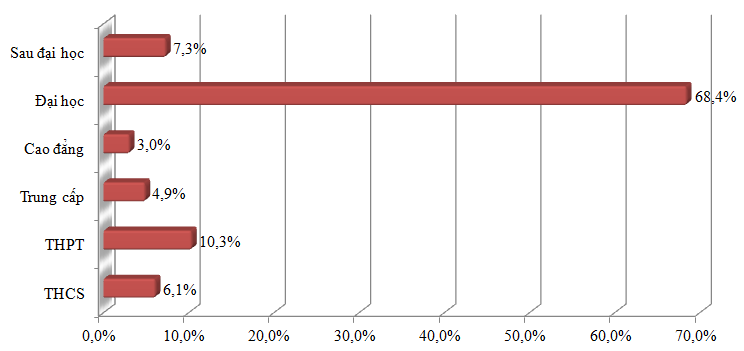 Sau đại học 7,3%
Đại học 68,4%
Cao đẳng 3,0%
Trung cấp 4,9%
THPT 10,3%
THCS 6,1%
0,0% 10,0% 20,0% 30,0% 40,0% 50,0% 60,0% 70,0%